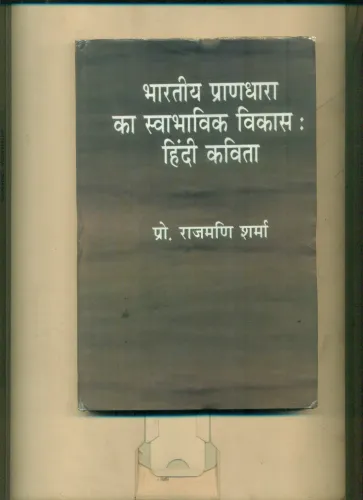 भारतीय प्राणधारा
का स्वाभाविक विकास :
हिंदी कविता
प्रो. राजमणि शर्मा